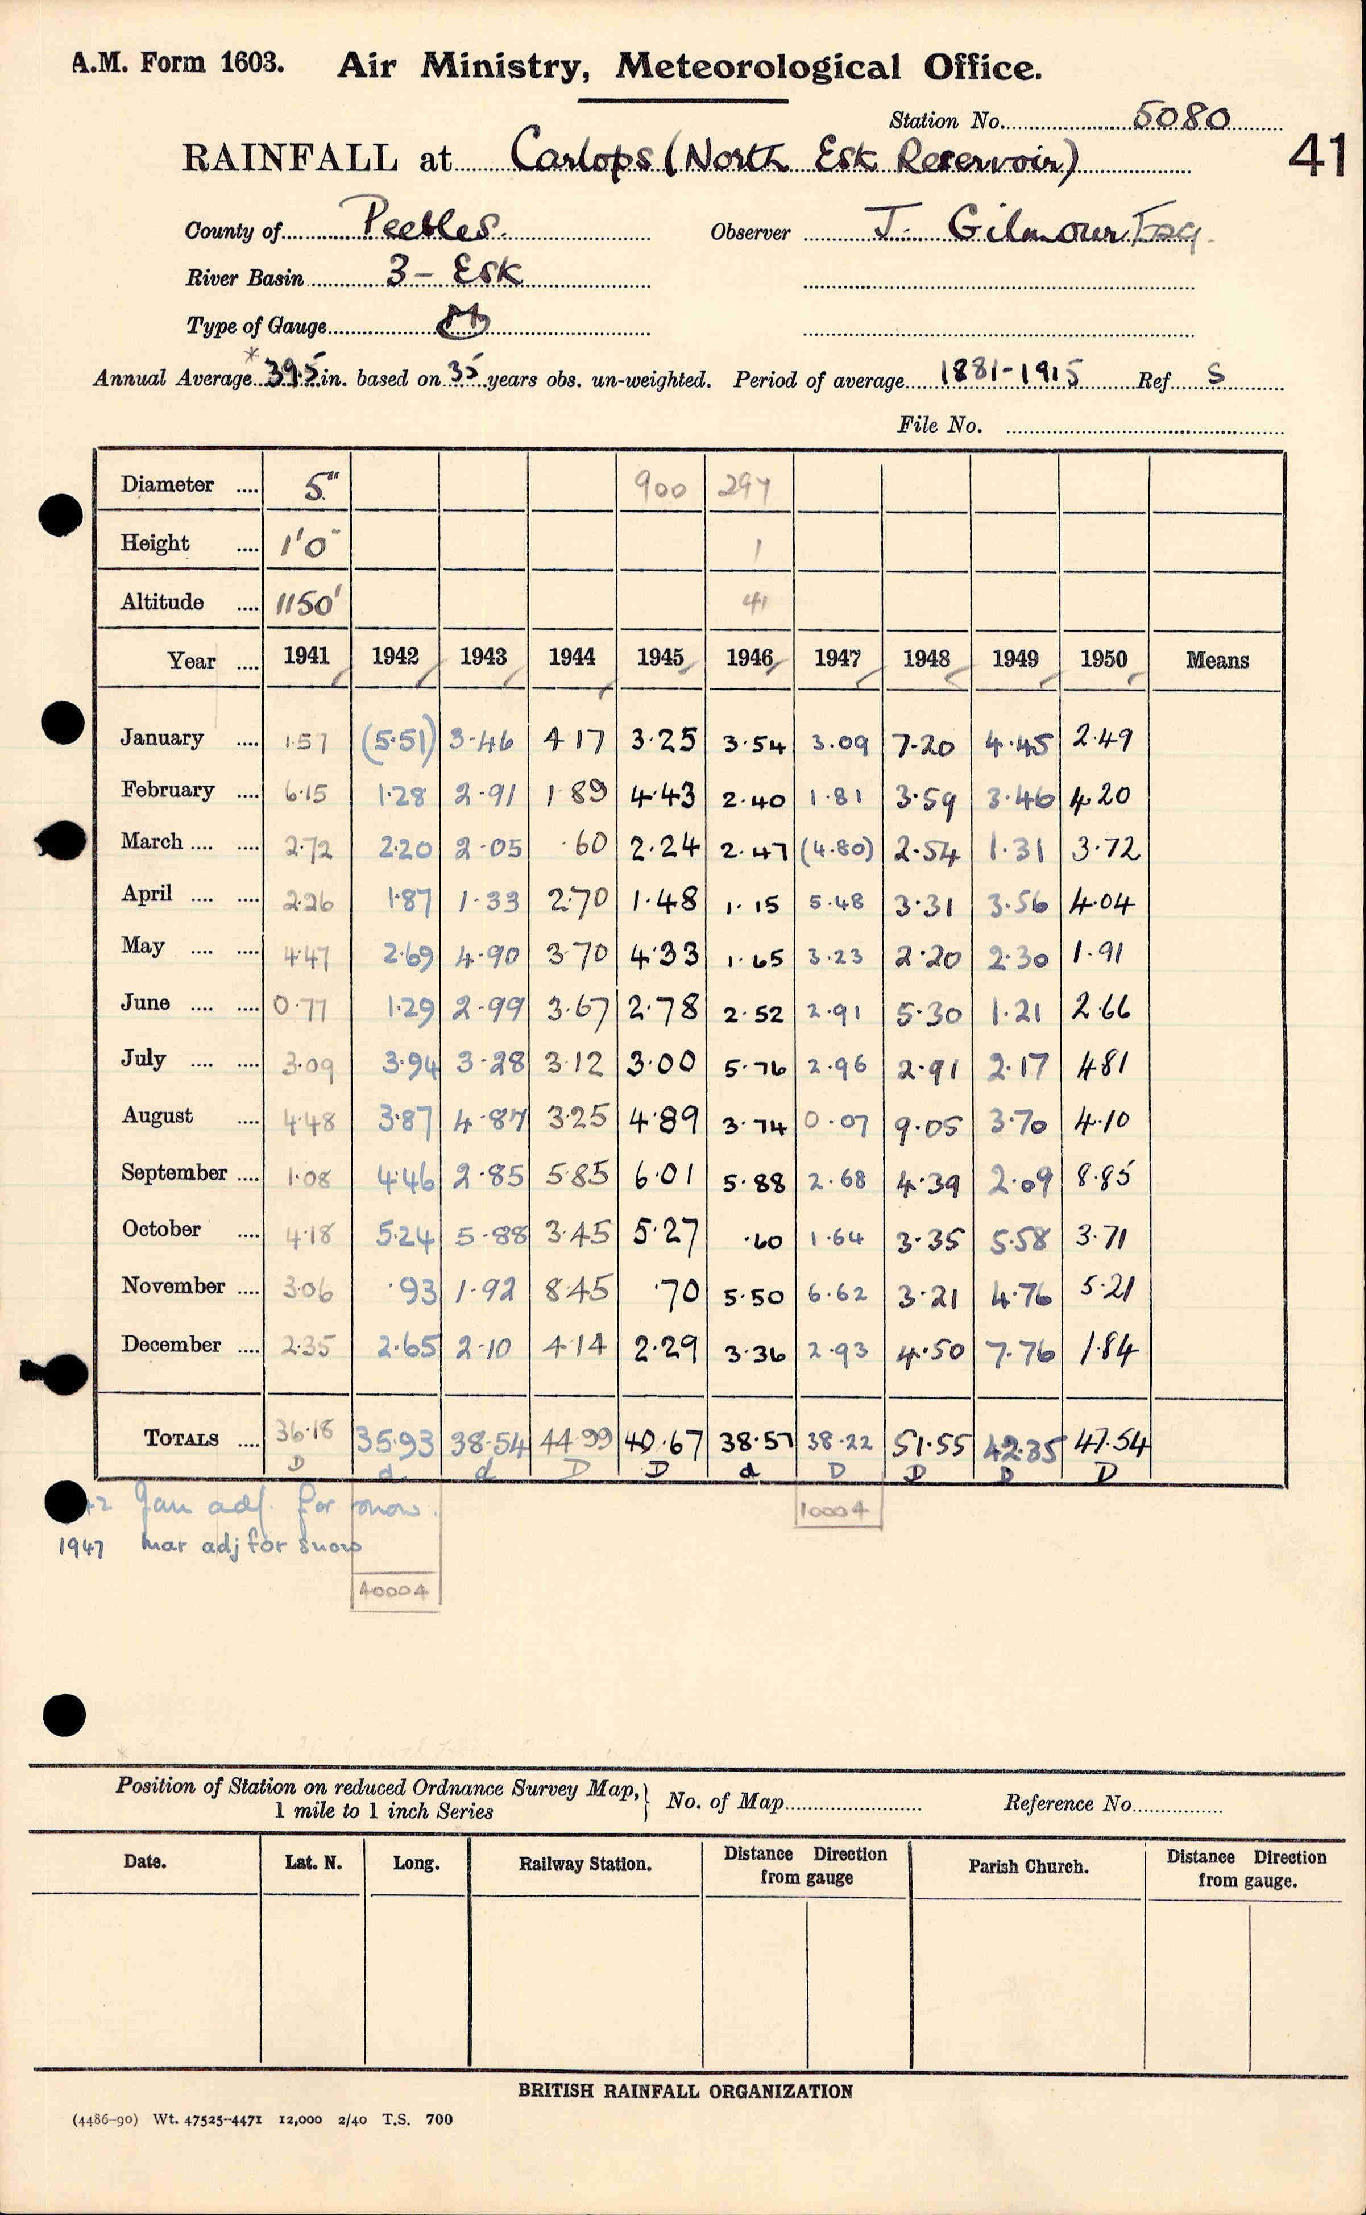 A.M. Form 1603. Air Ministry, Meteorological Office.
Station No. 5080
RAINFALL at Carlops (North Esk Reservoir) 41
County of Peebles. Observer J. Gilmour Esq.
River Basin 3 - Esk
Type of Gauge M
Annual Average *39.5 in. based on 35 years obs. un-weighted. Period of average 1881-1915 Ref S
File No.
Diameter .... 5" 900 297
Height .... 1'0" 1
Altitude .... 1150' 41
Year .... 1941 1942 1943 1944 1945 1946 1947 1948 1949 1950 Means
January .... 1.57 (5.51) 3.46 4 17 3.25 3.54 3.09 7.20 4.45 2.49
February .... 6.15 1.28 2.91 1.89 4.43 2.40 1.81 3.59 3.46 4.20
March .... .... 2.72 2.20 2.05 .60 2.24 2.47 (4.80) 2.54 1.31 3.72
April .... .... 2.26 1.87 1.33 2.70 1.48 1.15 5.48 3.31 3.56 4.04
May .... .... 4.47 2.69 4.90 3.70 4.33 1.65 3.23 2.20 2.30 1.91
June .... .... 0.77 1.29 2.99 3.67 2.78 2.52 2.91 5.30 1.21 2.66
July .... .... 3.09 3.94 3.28 3.12 3.00 5.76 2.96 2.91 2.17 4.81
August .... 4.48 3.87 4.87 3.25 4.89 3.74 0.07 9.05 3.70 4.10
September .... 1.08 4.46 2.85 5.85 6.01 5.88 2.68 4.39 2.09 8.85
October .... 4.18 5.24 5.88 3.45 5.27 .60 1.64 3.35 5.58 3.71
November .... 3.06 .93 1.92 8.45 .70 5.50 6.62 3.21 4.76 5.21
December .... 2.35 2.65 2.10 4.14 2.29 3.36 2.93 4.50 7.76 1.84
TOTALS .... 36.18 35.93 38.54 44.99 40.67 38.57 38.22 51.55 42.35 47.54
D d d D D d D D D D
42 Jan adj. for snow.
10004
1947 Mar adj for snow
40004
Position of Station on reduced Ordnance Survey Map, } No. of Map Reference No.
1 mile to 1 inch Series
Date. Lat. N. Long. Railway Station. Distance from gauge Direction Parish Church. Distance Direction from gauge.
BRITISH RAINFALL ORGANIZATION
(4486-90) Wt. 47525-4471 12,000 2/40 T.S. 700